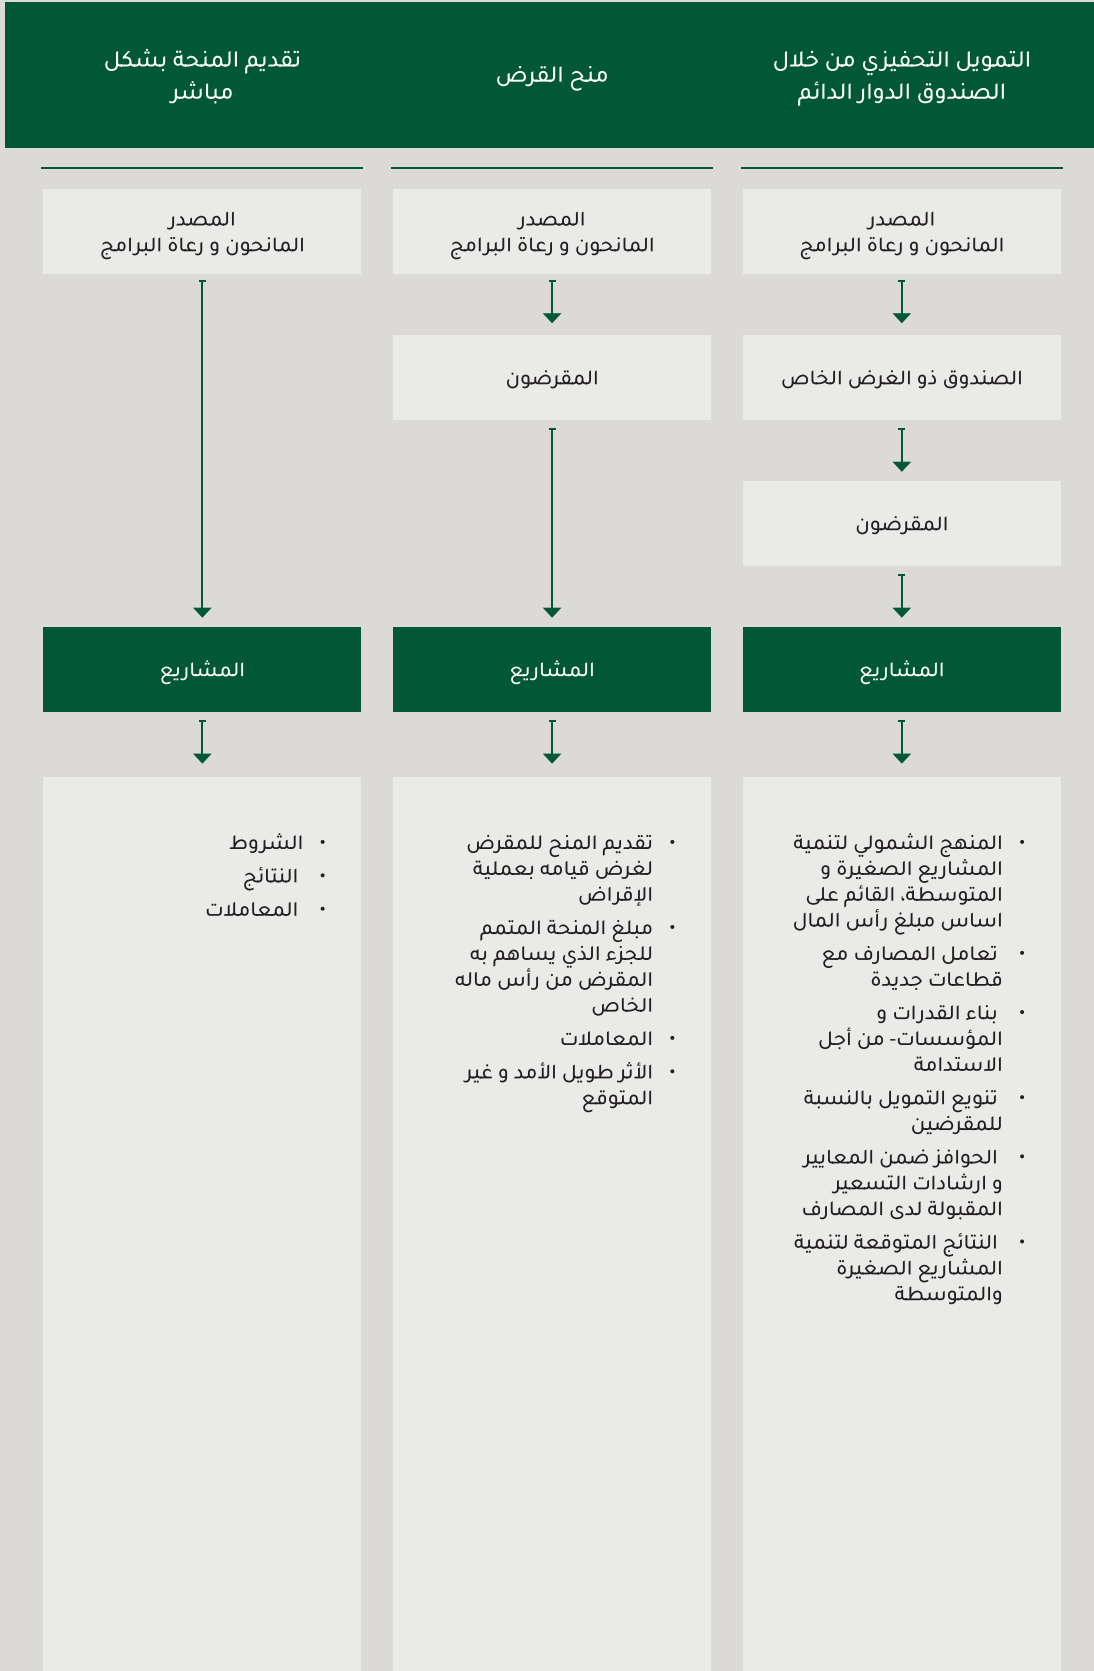 التمويل التحفيزي من خلال
الصندوق الدوار الدائم
المصدر
المانحون و رعاة البرامج
الصندوق ذو الغرض الخاص
المقرضون
المشاريع
• المنهج الشمولي لتنمية
المشاريع الصغيرة و
المتوسطة، القائم على
اساس مبلغ رأس المال
• تعامل المصارف مع
قطاعات جديدة
• بناء القدرات و
المؤسسات- من أجل
الاستدامة
• تنويع التمويل بالنسبة
للمقرضين
• الحوافز ضمن المعايير
و ارشادات التسعير
المقبولة لدى المصارف
• النتائج المتوقعة لتنمية
المشاريع الصغيرة
والمتوسطة
منح القرض
المصدر
المانحون و رعاة البرامج
المقرضون
المشاريع
• تقديم المنح للمقرض
لغرض قيامه بعملية
الإقراض
• مبلغ المنحة المتمم
للجزء الذي يساهم به
المقرض من رأس ماله
الخاص
• المعاملات
• الأثر طويل الأمد و غير
المتوقع
تقديم المنحة بشكل
مباشر
المصدر
المانحون و رعاة البرامج
المشاريع
• الشروط
• النتائج
• المعاملات